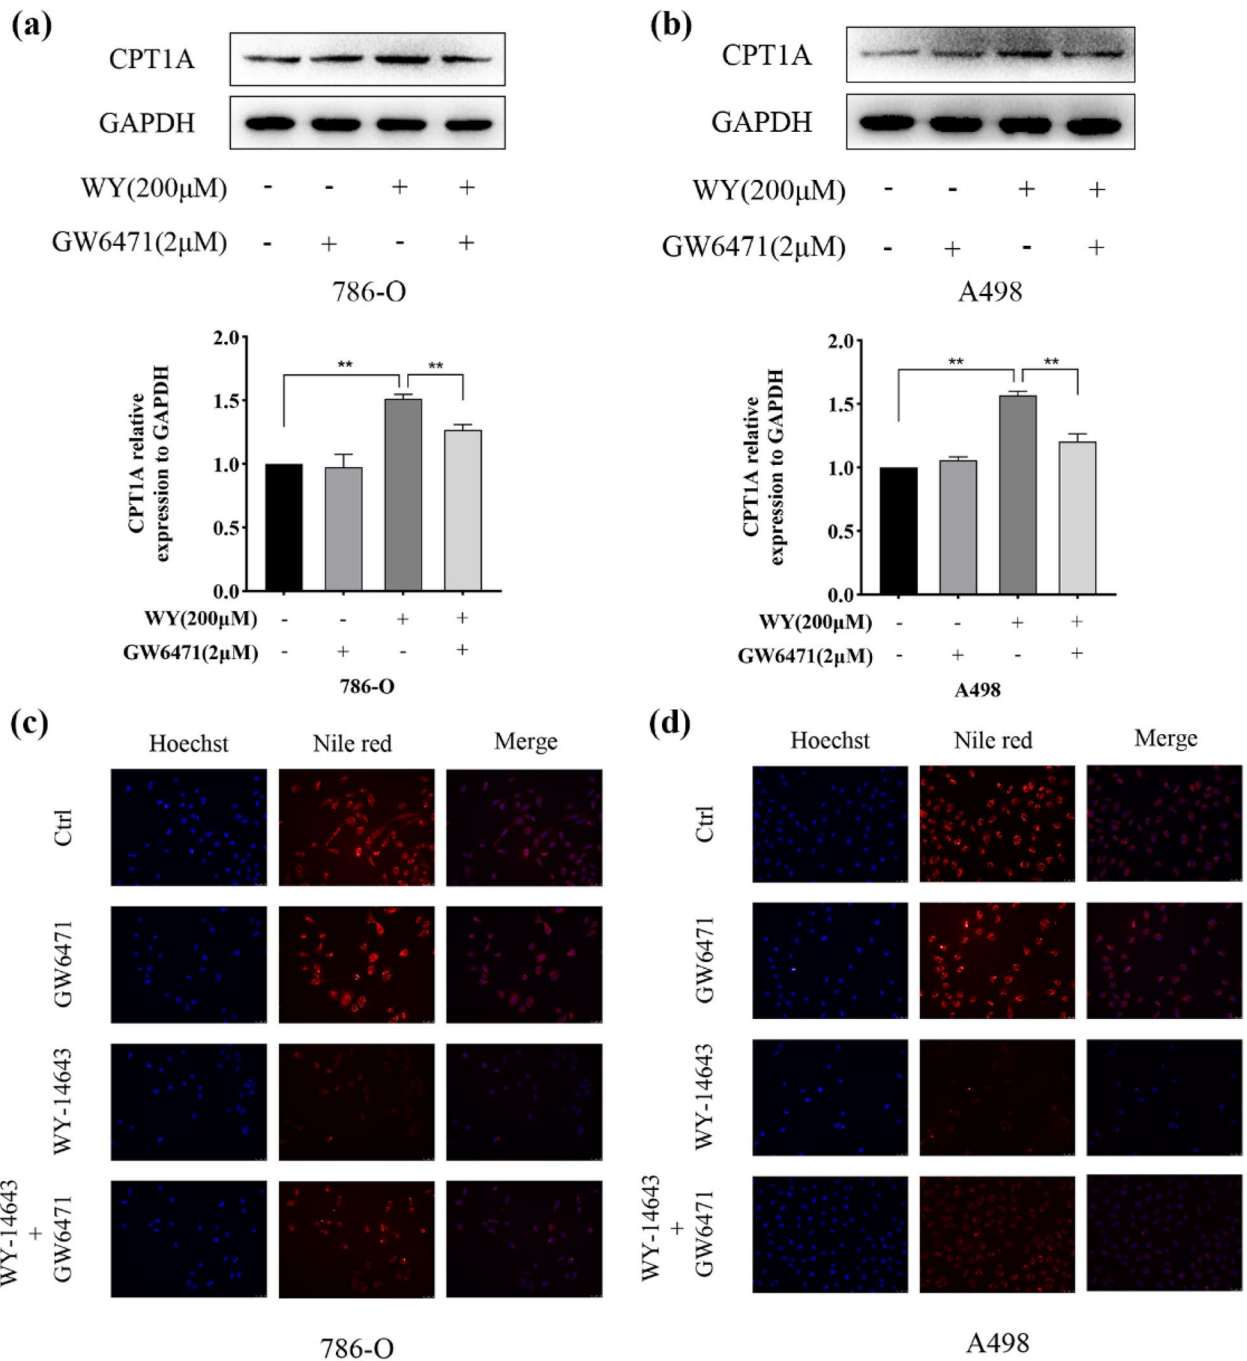 (a)
CPT1A
GAPDH
WY(200μM) - - + +
GW6471(2μM) - + - +
786-O
2.0
1.5
1.0
0.5
0.0
CPT1A relative
expression to GAPDH
** **
WY(200μM) - - + +
GW6471(2μM) - + - +
786-O
(b)
CPT1A
GAPDH
WY(200μM) - - + +
GW6471(2μM) - + - +
A498
2.0
1.5
1.0
0.5
0.0
CPT1A relative
expression to GAPDH
** **
WY(200μM) - - + +
GW6471(2μM) - + - +
A498
(c)
Hoechst Nile red Merge
Ctrl
GW6471
WY-14643
WY-14643
+
GW6471
786-O
(d)
Hoechst Nile red Merge
Ctrl
GW6471
WY-14643
WY-14643
+
GW6471
A498